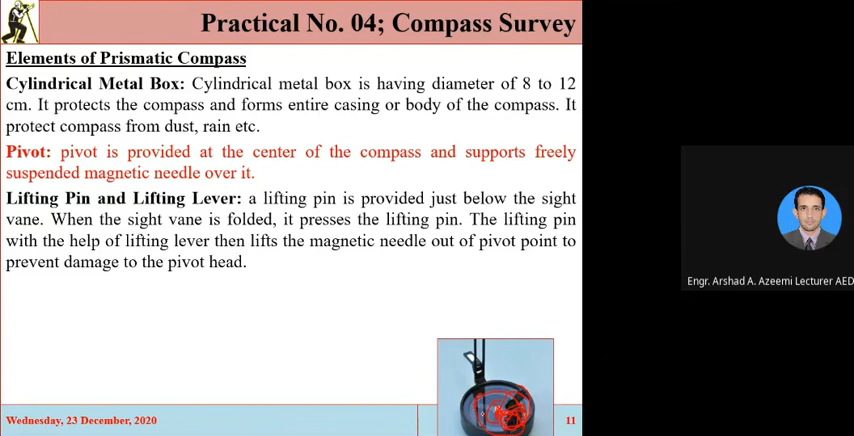 Practical No. 04; Compass Survey
Elements of Prismatic Compass
Cylindrical Metal Box: Cylindrical metal box is having diameter of 8 to 12
cm. It protects the compass and forms entire casing or body of the compass. It
protect compass from dust, rain etc.
Pivot: pivot is provided at the center of the compass and supports freely
suspended magnetic needle over it.
Lifting Pin and Lifting Lever: a lifting pin is provided just below the sight
vane. When the sight vane is folded, it presses the lifting pin. The lifting pin
with the help of lifting lever then lifts the magnetic needle out of pivot point to
prevent damage to the pivot head.
Engr. Arshad A. Azeemi Lecturer AED
Wednesday, 23 December, 2020
11